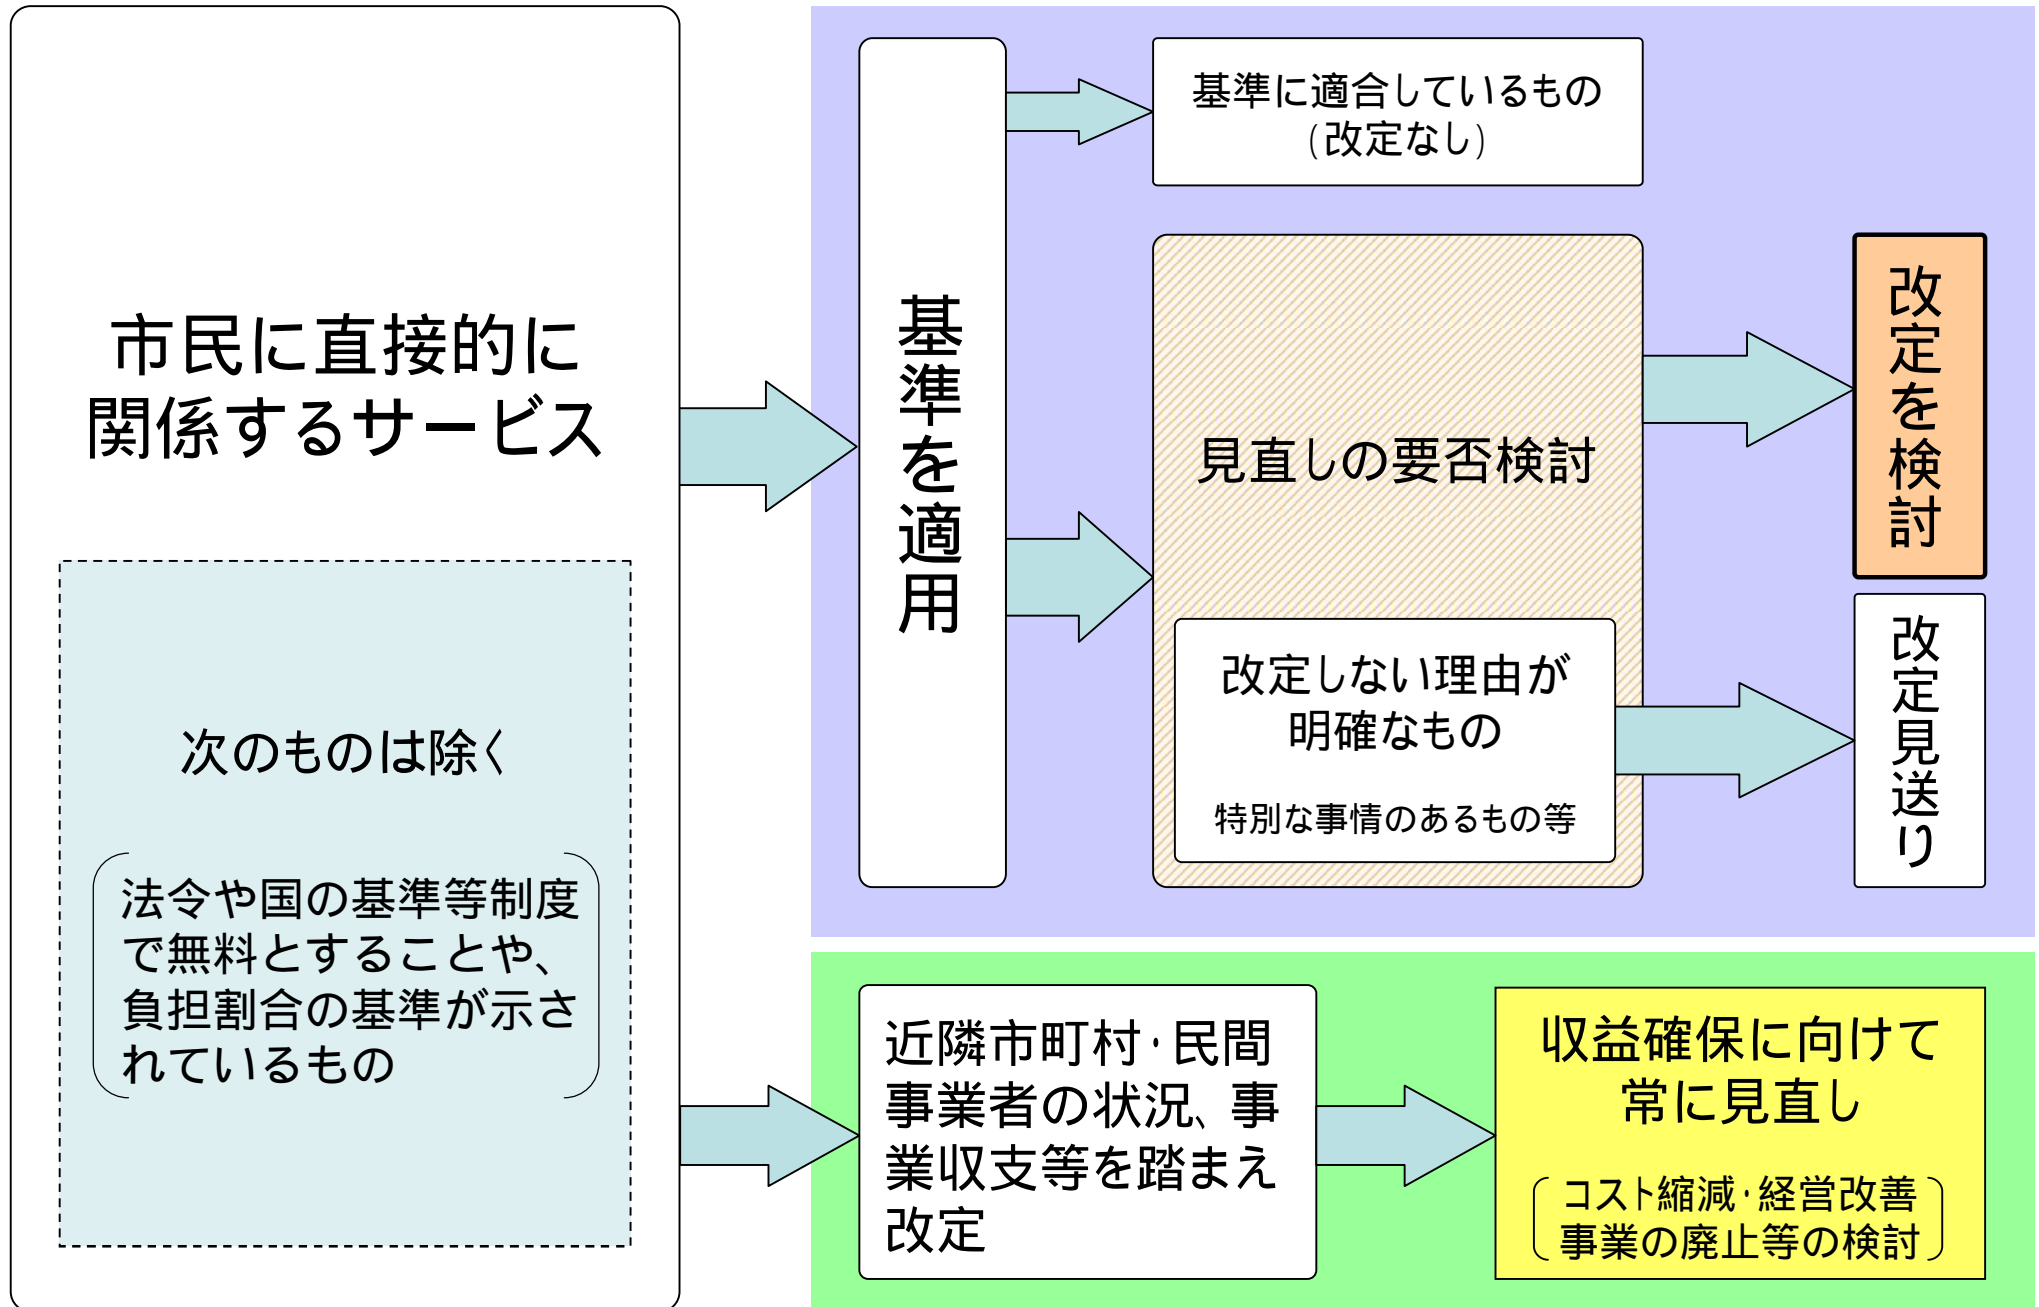 市民に直接的に
関係するサービス
次のものは除く
法令や国の基準等制度
で無料とすることや、
負担割合の基準が示さ
れているもの
基準を適用
基準に適合しているもの
(改定なし)
見直しの要否検討
改定しない理由が
明確なもの
特別な事情のあるもの等
改定を検討
改定見送り
近隣市町村・民間
事業者の状況、事
業収支等を踏まえ
改定
収益確保に向けて
常に見直し
コスト縮減・経営改善
事業の廃止等の検討